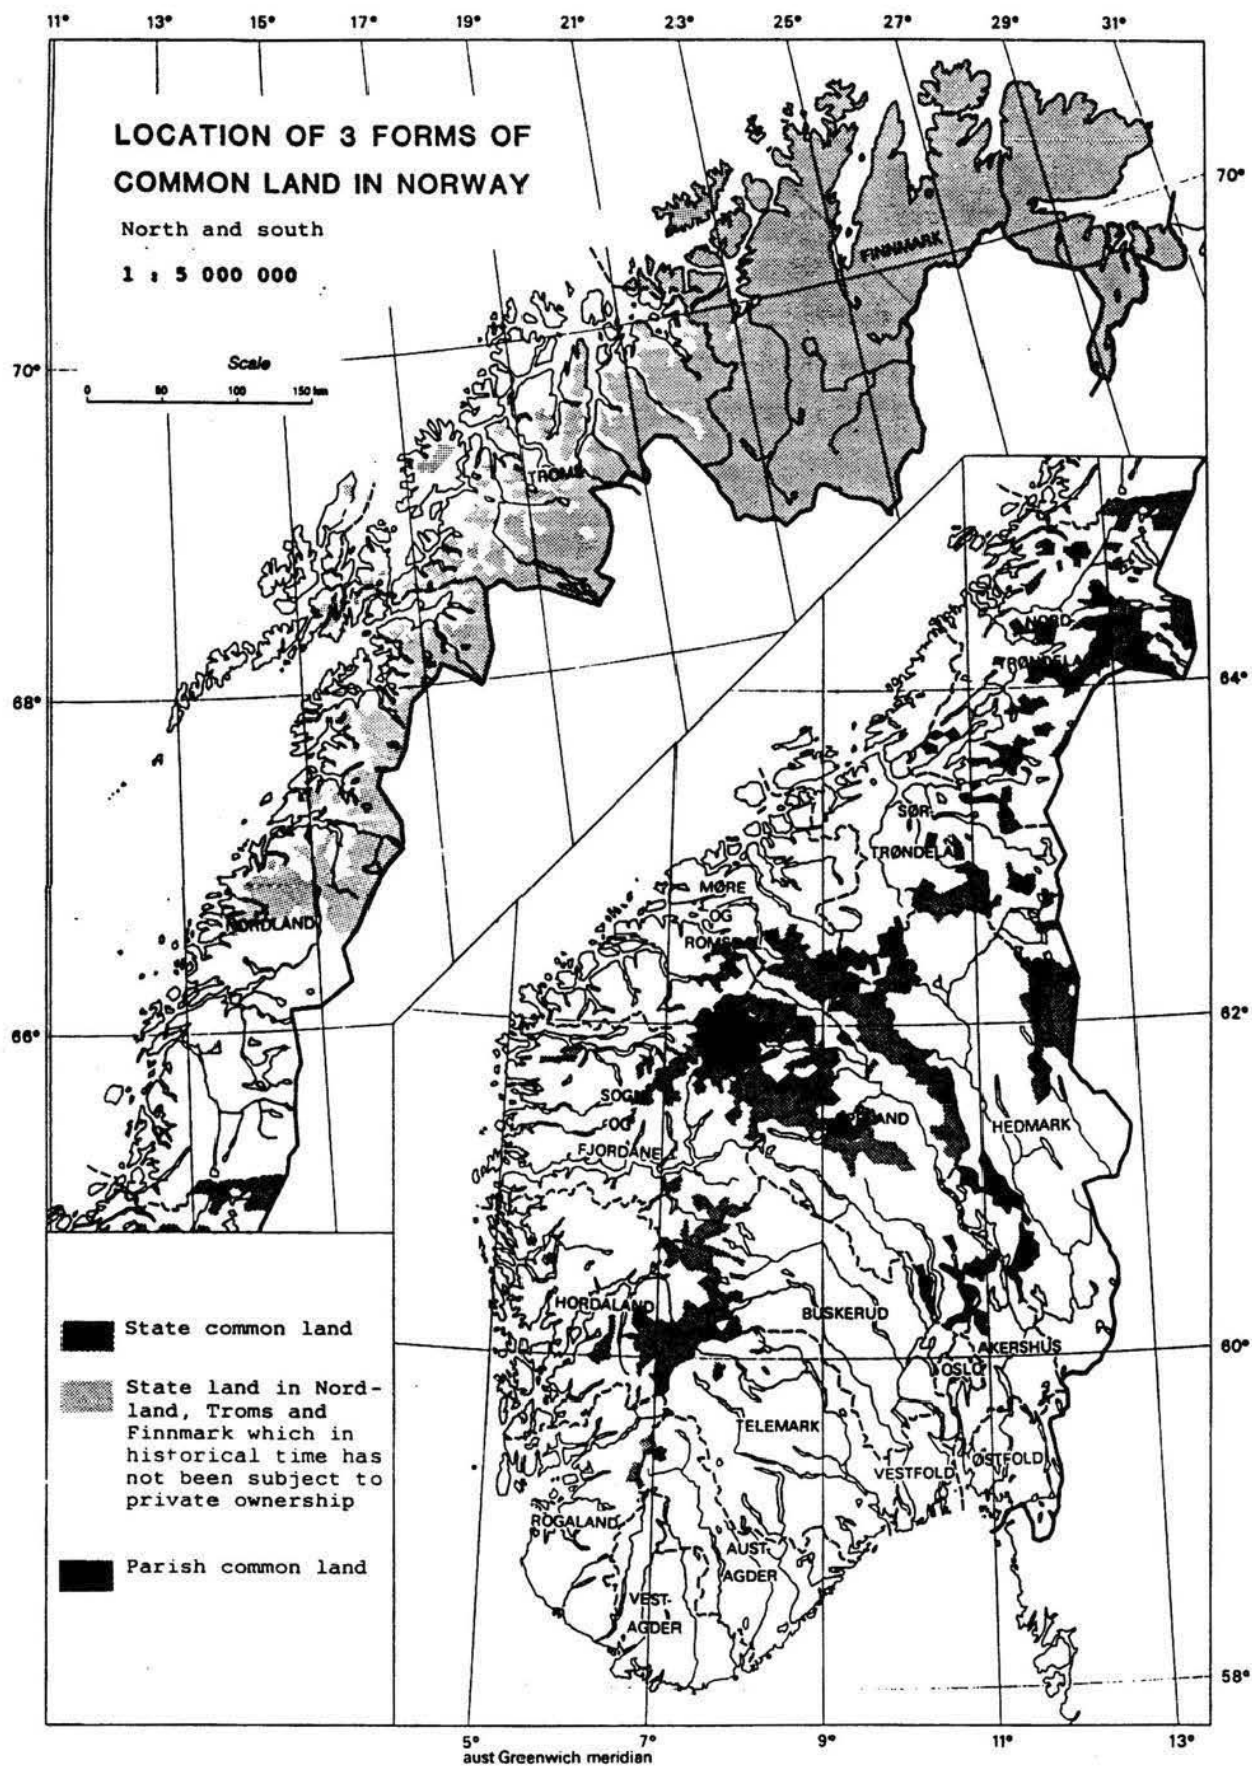 11° 13° 15° 17° 19° 21° 23° 25° 27° 29° 31°
LOCATION OF 3 FORMS OF
COMMON LAND IN NORWAY
North and south
1 : 5 000 000
Scale
0 50 100 150 km
70°
70°
FINNMARK
TROMS
68°
NORDLAND
66°
NORD
TRØNDELA
64°
SØR-
TRØNDELA
MØRE
OG
ROMSD
62°
SOGN
OG
FJORDANE
OPPLAND
HEDMARK
HORDALAND
BUSKERUD
AKERSHUS
OSLO
60°
TELEMARK
VESTFOLD
ØSTFOLD
ROGALAND
AUST-
AGDER
VEST-
AGDER
58°
State common land
State land in Nord-
land, Troms and
Finnmark which in
historical time has
not been subject to
private ownership
Parish common land
5° 7° 9° 11° 13°
aust Greenwich meridian